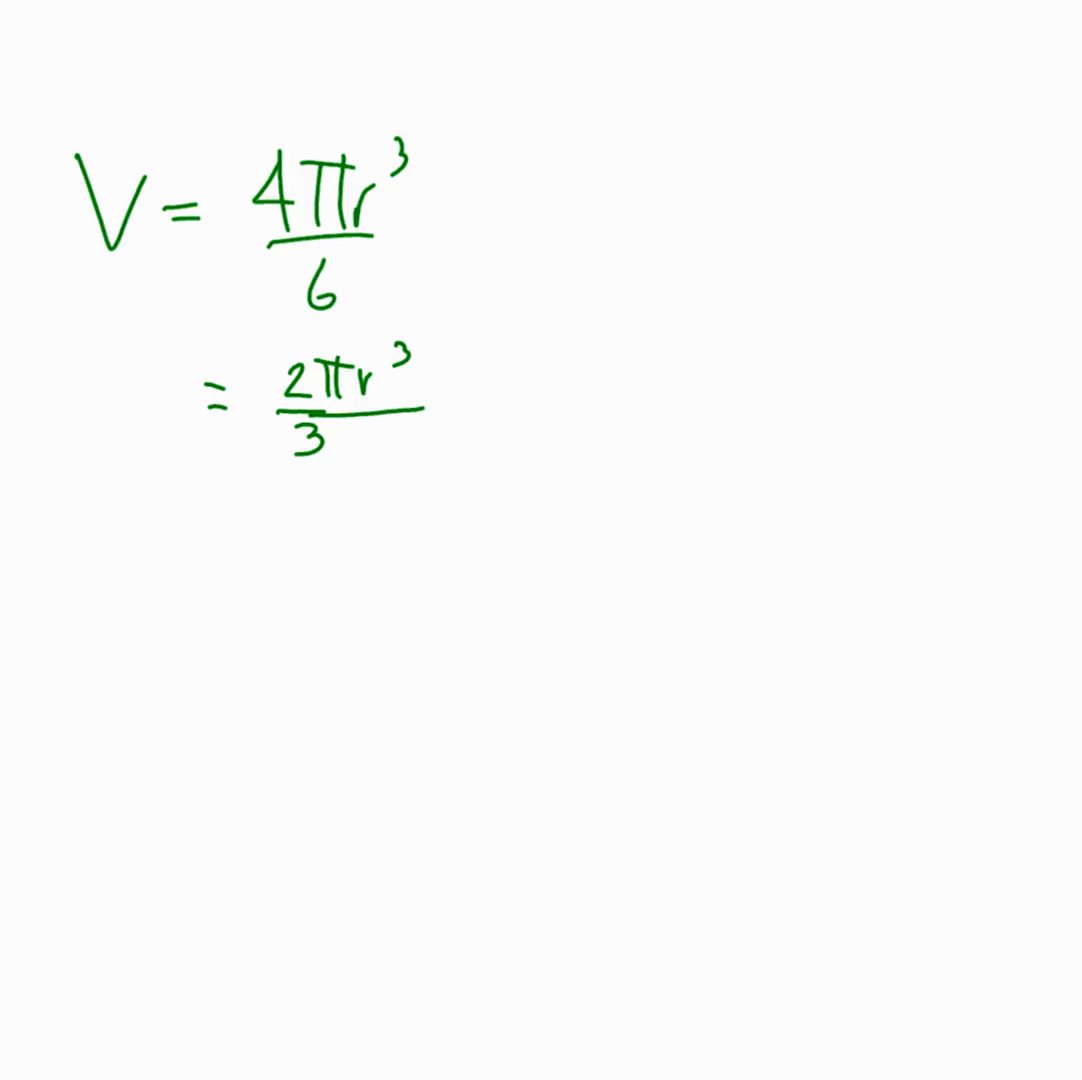 V = 4πr³/6
= 2πr³/3